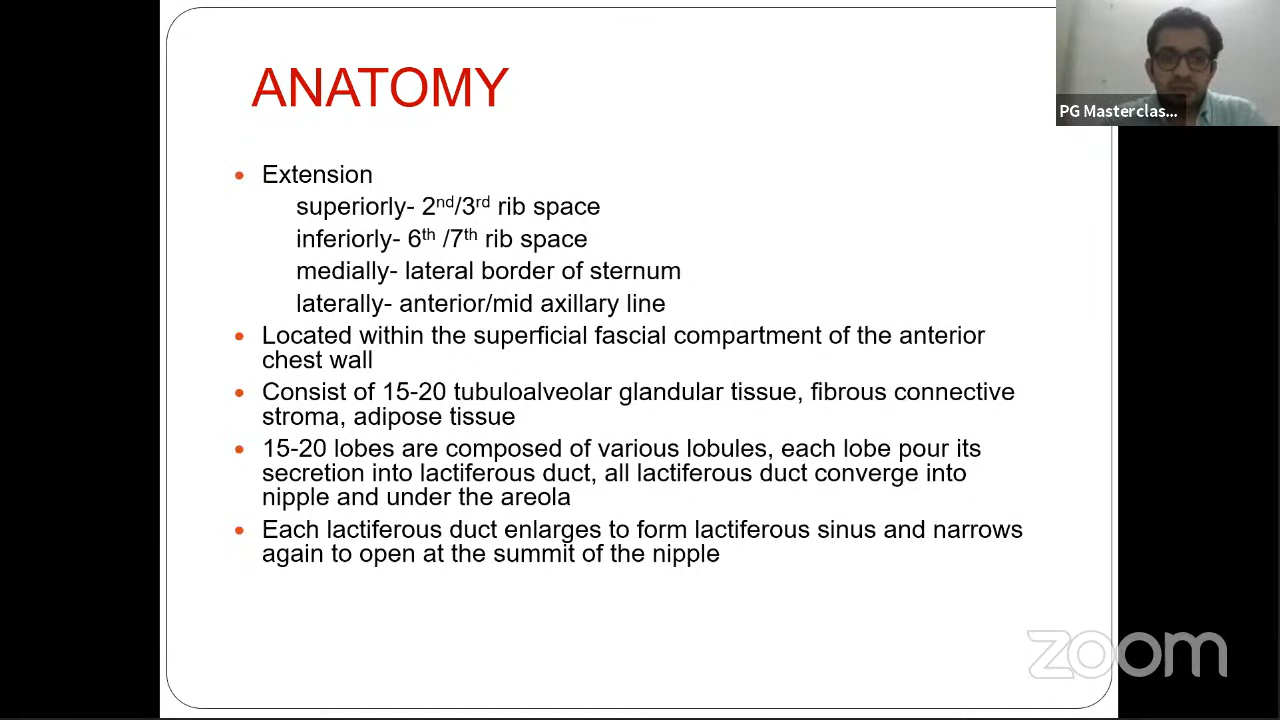 ANATOMY
PG Masterclas...
• Extension
superiorly- 2nd/3rd rib space
inferiorly- 6th /7th rib space
medially- lateral border of sternum
laterally- anterior/mid axillary line
• Located within the superficial fascial compartment of the anterior
chest wall
• Consist of 15-20 tubuloalveolar glandular tissue, fibrous connective
stroma, adipose tissue
• 15-20 lobes are composed of various lobules, each lobe pour its
secretion into lactiferous duct, all lactiferous duct converge into
nipple and under the areola
• Each lactiferous duct enlarges to form lactiferous sinus and narrows
again to open at the summit of the nipple
zoom